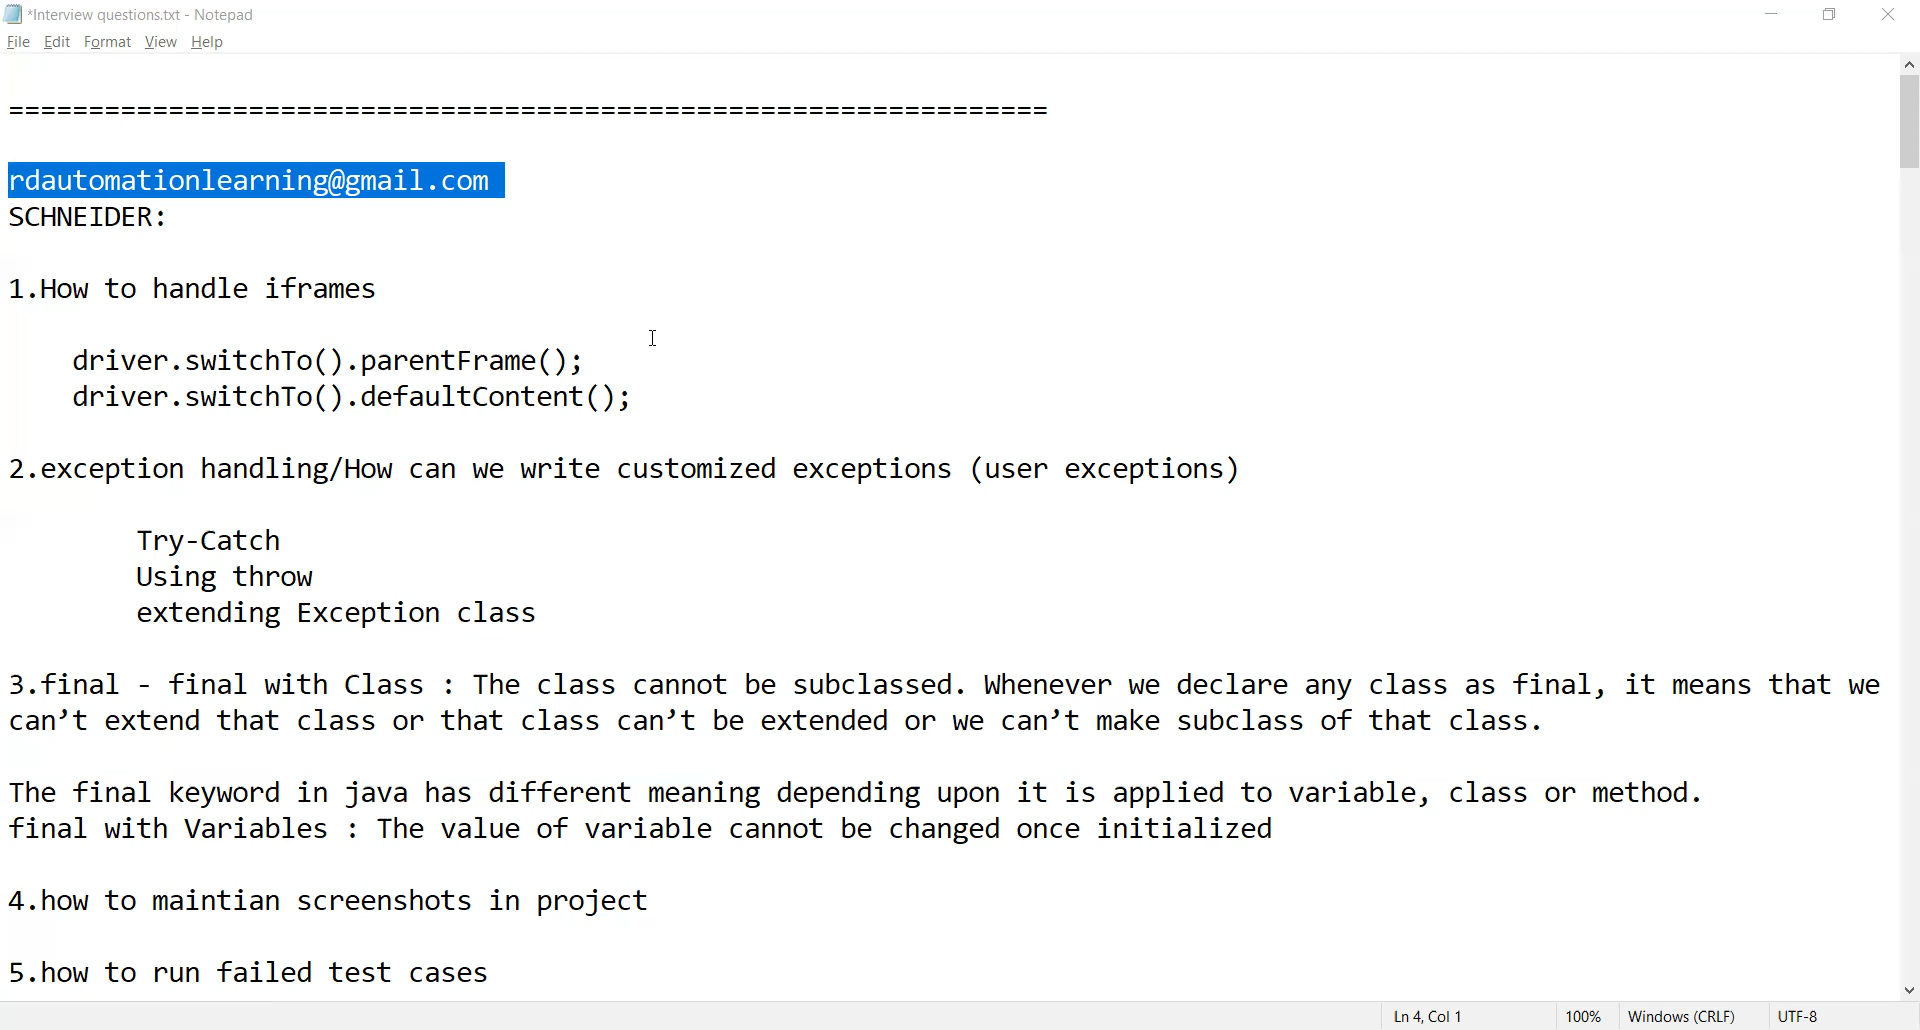 *Interview questions.txt - Notepad
File Edit Format View Help
=================================================================
rdautomationlearning@gmail.com
SCHNEIDER:
1.How to handle iframes
driver.switchTo().parentFrame();
driver.switchTo().defaultContent();
2.exception handling/How can we write customized exceptions (user exceptions)
Try-Catch
Using throw
extending Exception class
3.final - final with Class : The class cannot be subclassed. Whenever we declare any class as final, it means that we
can’t extend that class or that class can’t be extended or we can’t make subclass of that class.
The final keyword in java has different meaning depending upon it is applied to variable, class or method.
final with Variables : The value of variable cannot be changed once initialized
4.how to maintian screenshots in project
5.how to run failed test cases
Ln 4, Col 1 100% Windows (CRLF) UTF-8